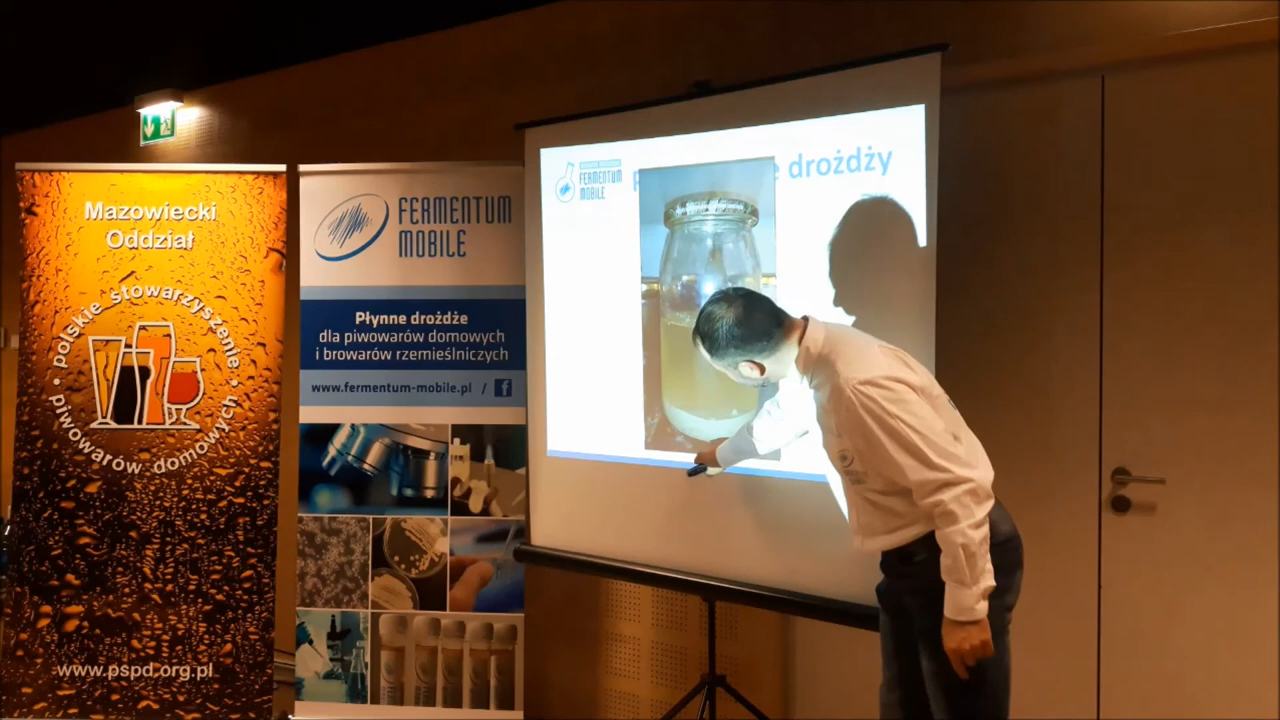 Mazowiecki
Oddział
polskie stowarzyszenie
piwowarów domowych
www.pspd.org.pl
FERMENTUM
MOBILE
Płynne drożdże
dla piwowarów domowych
i browarów rzemieślniczych
www.fermentum-mobile.pl / f
FERMENTUM
MOBILE
drożdży